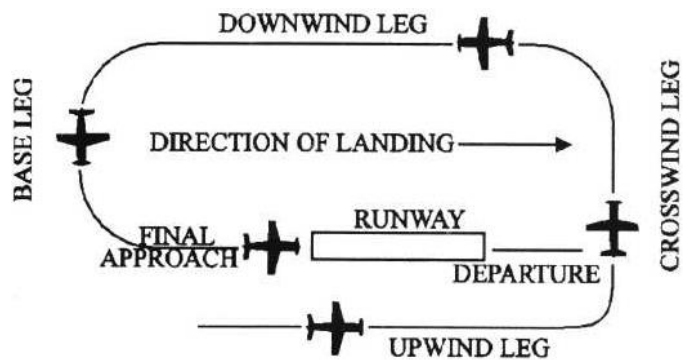 DOWNWIND LEG
BASE LEG
CROSSWIND LEG
DIRECTION OF LANDING
RUNWAY
FINAL
APPROACH
DEPARTURE
UPWIND LEG